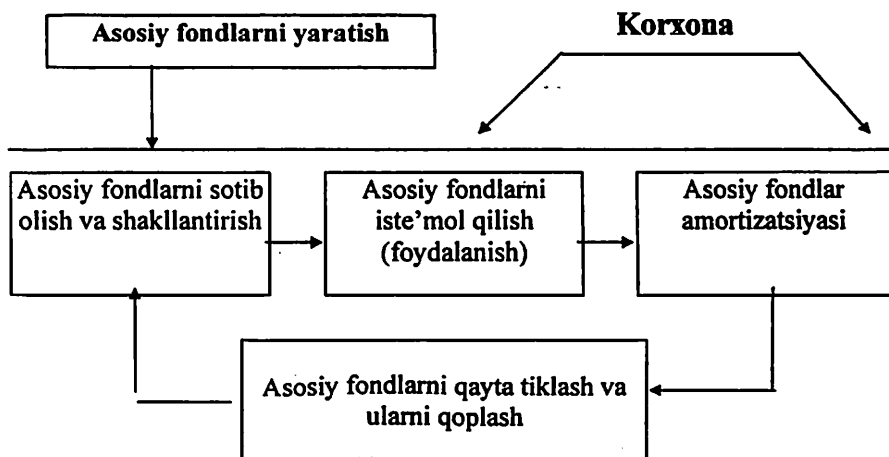 Asosiy fondlarni yaratish
Korxona
Asosiy fondlarni sotib
olish va shakllantirish
Asosiy fondlarni
iste’mol qilish
(foydalanish)
Asosiy fondlar
amortizatsiyasi
Asosiy fondlarni qayta tiklash va
ularni qoplash